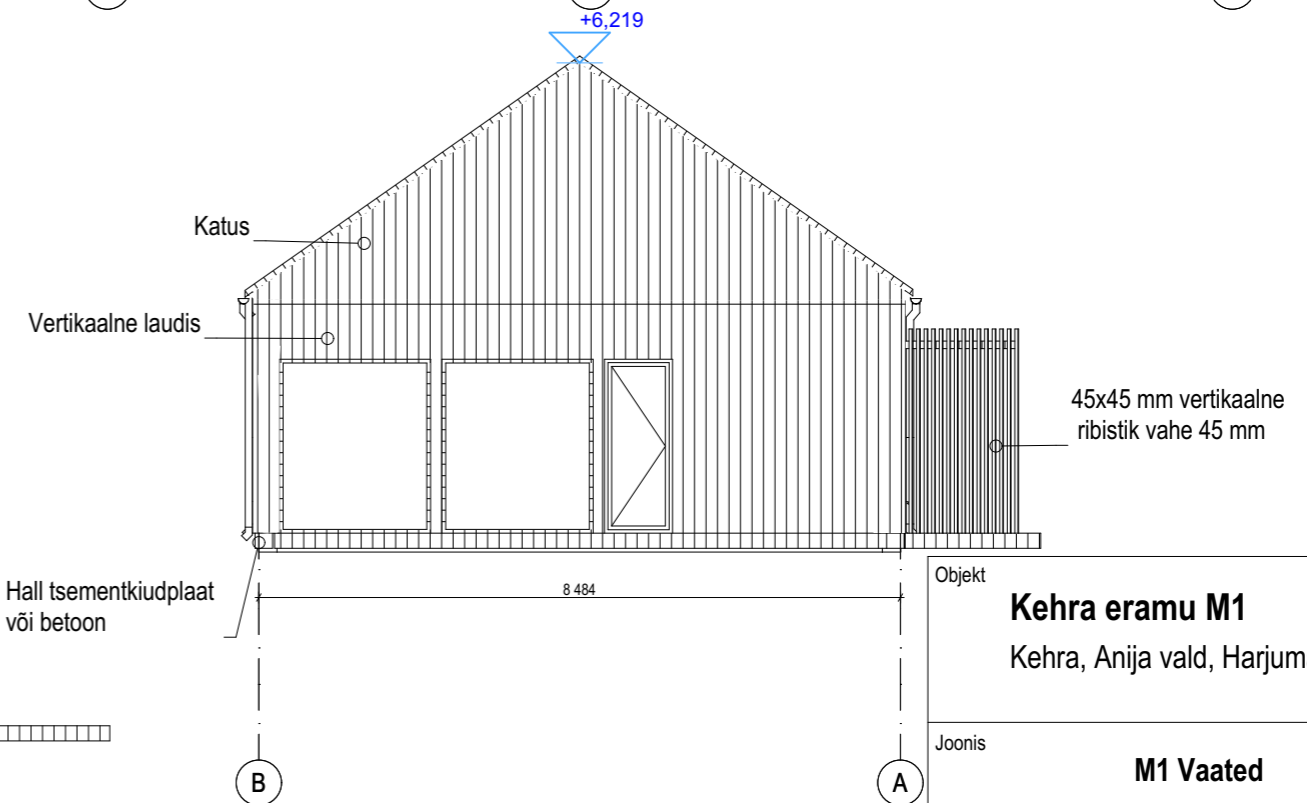 +6,219
Katus
Vertikaalne laudis
45x45 mm vertikaalne
ribistik vahe 45 mm
Hall tsementkiudplaat
või betoon
8 484
B
A
Objekt
Kehra eramu M1
Kehra, Anija vald, Harjum
Joonis
M1 Vaated